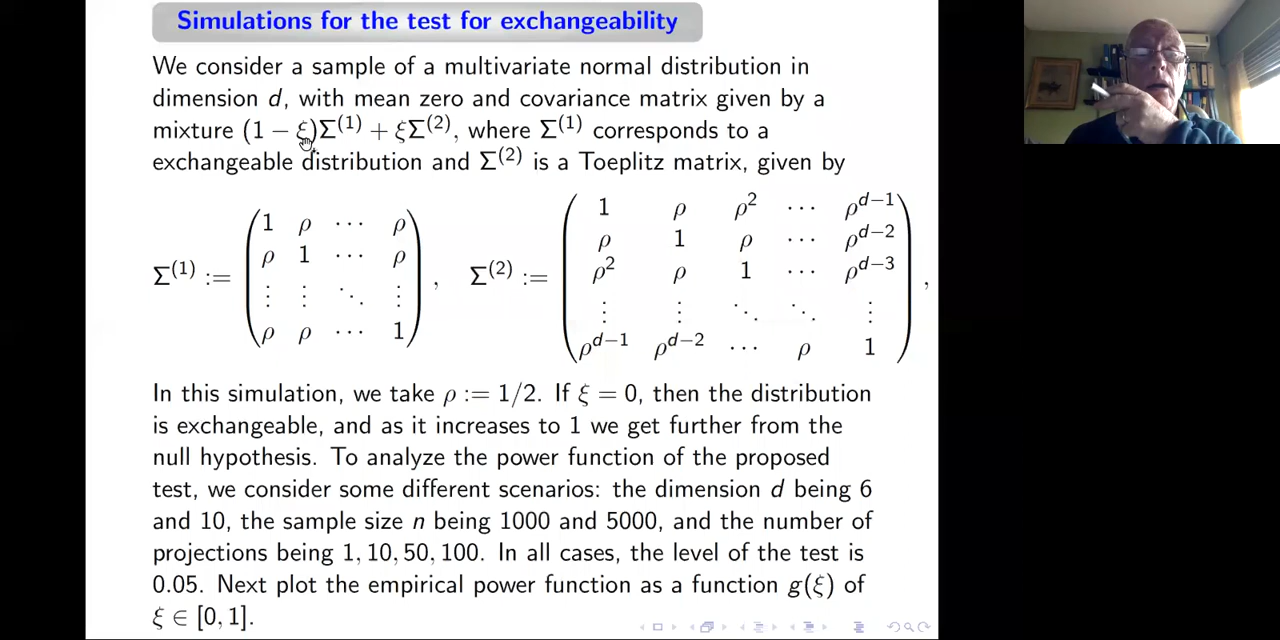 Simulations for the test for exchangeability
We consider a sample of a multivariate normal distribution in
dimension d, with mean zero and covariance matrix given by a
mixture (1 − ξ)Σ⁽¹⁾ + ξΣ⁽²⁾, where Σ⁽¹⁾ corresponds to a
exchangeable distribution and Σ⁽²⁾ is a Toeplitz matrix, given by
Σ⁽¹⁾ := ( 1 ρ ⋯ ρ ; ρ 1 ⋯ ρ ; ⋮ ⋮ ⋱ ⋮ ; ρ ρ ⋯ 1 ) , Σ⁽²⁾ := ( 1 ρ ρ² ⋯ ρ^{d−1} ; ρ 1 ρ ⋯ ρ^{d−2} ; ρ² ρ 1 ⋯ ρ^{d−3} ; ⋮ ⋮ ⋱ ⋱ ⋮ ; ρ^{d−1} ρ^{d−2} ⋯ ρ 1 ) ,
In this simulation, we take ρ := 1/2. If ξ = 0, then the distribution
is exchangeable, and as it increases to 1 we get further from the
null hypothesis. To analyze the power function of the proposed
test, we consider some different scenarios: the dimension d being 6
and 10, the sample size n being 1000 and 5000, and the number of
projections being 1, 10, 50, 100. In all cases, the level of the test is
0.05. Next plot the empirical power function as a function g(ξ) of
ξ ∈ [0, 1].